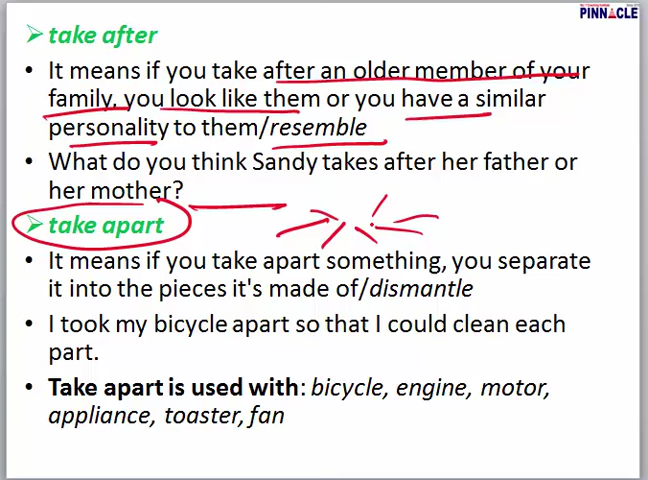 PINNACLE
take after
It means if you take after an older member of your
family, you look like them or you have a similar
personality to them/resemble
What do you think Sandy takes after her father or
her mother?
take apart
It means if you take apart something, you separate
it into the pieces it's made of/dismantle
I took my bicycle apart so that I could clean each
part.
Take apart is used with: bicycle, engine, motor,
appliance, toaster, fan